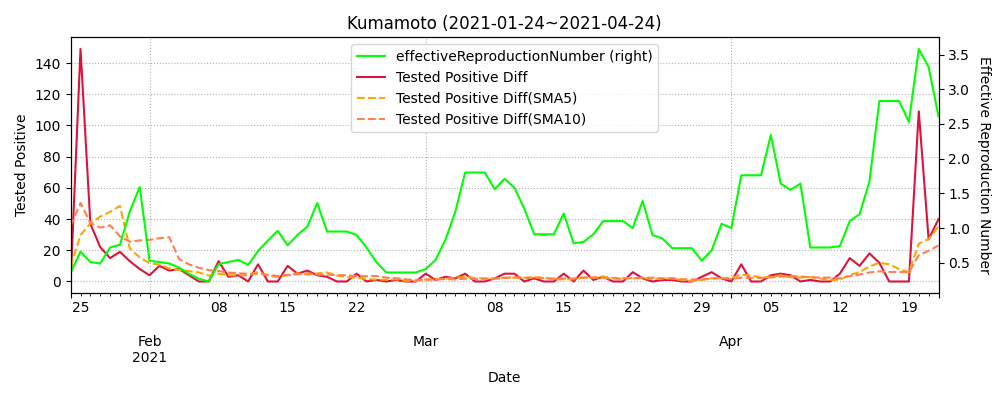 Kumamoto (2021-01-24~2021-04-24)
effectiveReproductionNumber (right)
Tested Positive Diff
Tested Positive Diff(SMA5)
Tested Positive Diff(SMA10)
Tested Positive
140
120
100
80
60
40
20
0
Effective Reproduction Number
3.5
3.0
2.5
2.0
1.5
1.0
0.5
25 08 15 22 08 15 22 29 05 12 19
Feb Mar Apr
2021
Date